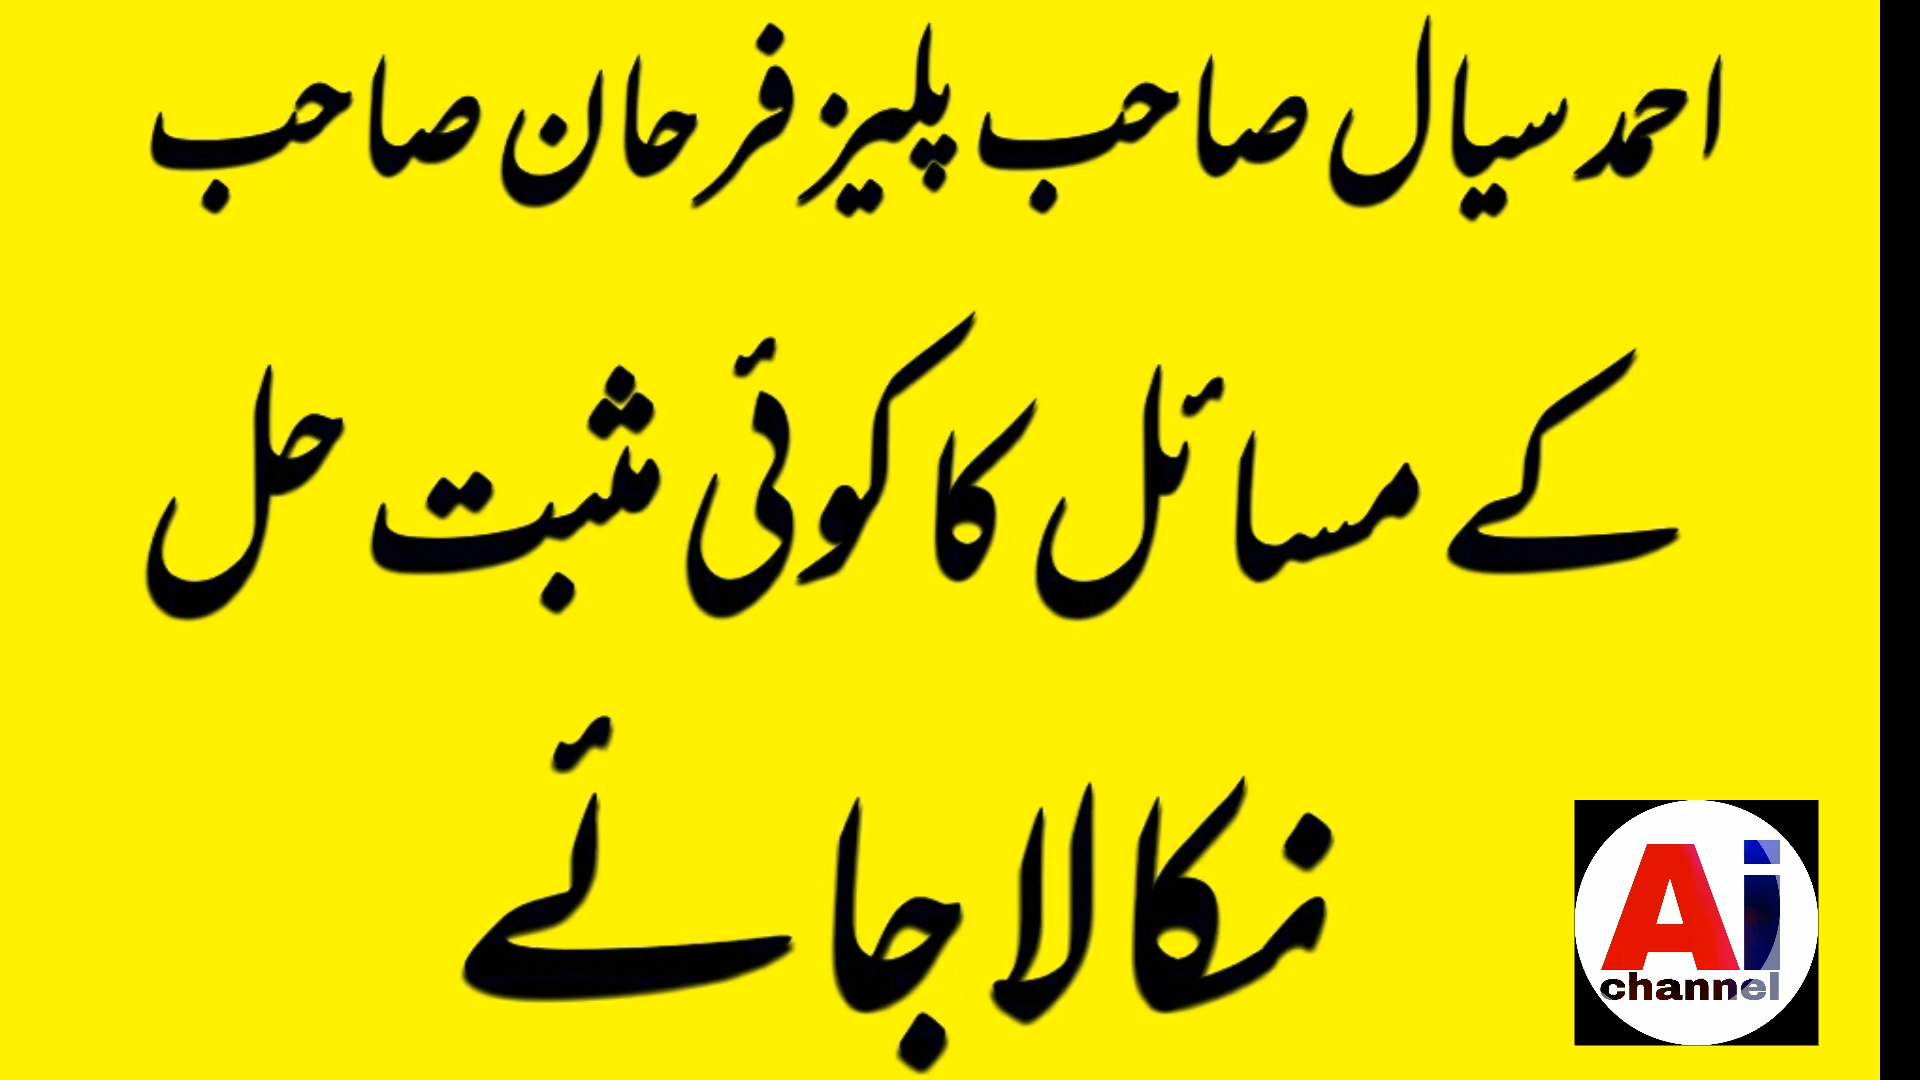 احمد سیال صاحب پلیز فرحان صاحب
کے مسائل کا کوئی مثبت حل
نکالا جائے
Ai
channel